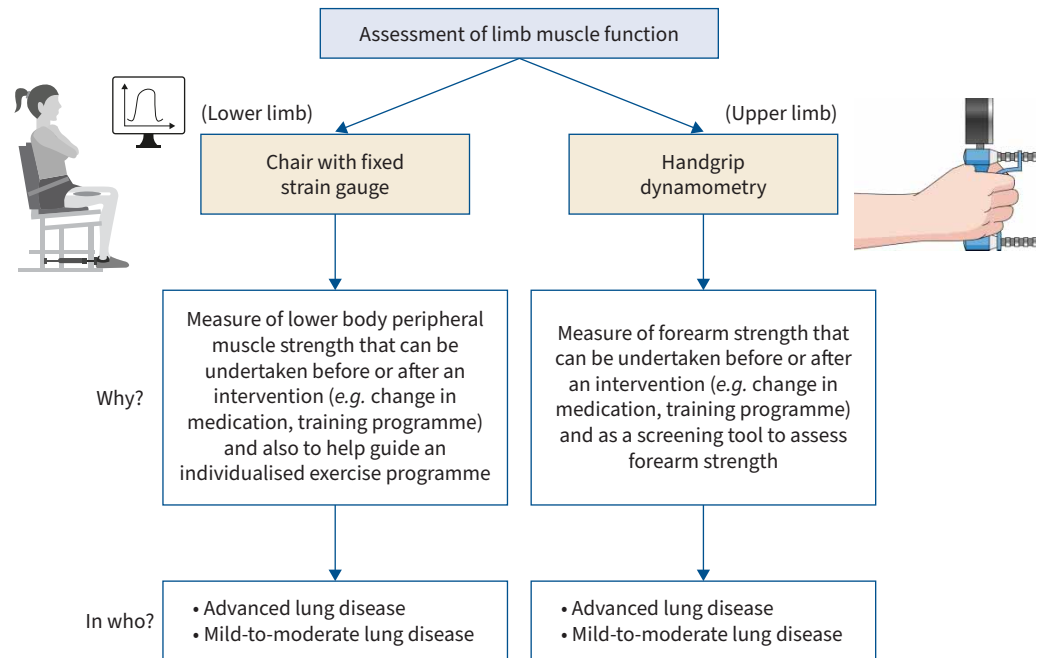 Assessment of limb muscle function
(Lower limb)
(Upper limb)
Chair with fixed
strain gauge
Handgrip
dynamometry
Why?
Measure of lower body peripheral
muscle strength that can be
undertaken before or after an
intervention (e.g. change in
medication, training programme)
and also to help guide an
individualised exercise programme
Measure of forearm strength that
can be undertaken before or after
an intervention (e.g. change in
medication, training programme)
and as a screening tool to assess
forearm strength
In who?
• Advanced lung disease
• Mild-to-moderate lung disease
• Advanced lung disease
• Mild-to-moderate lung disease